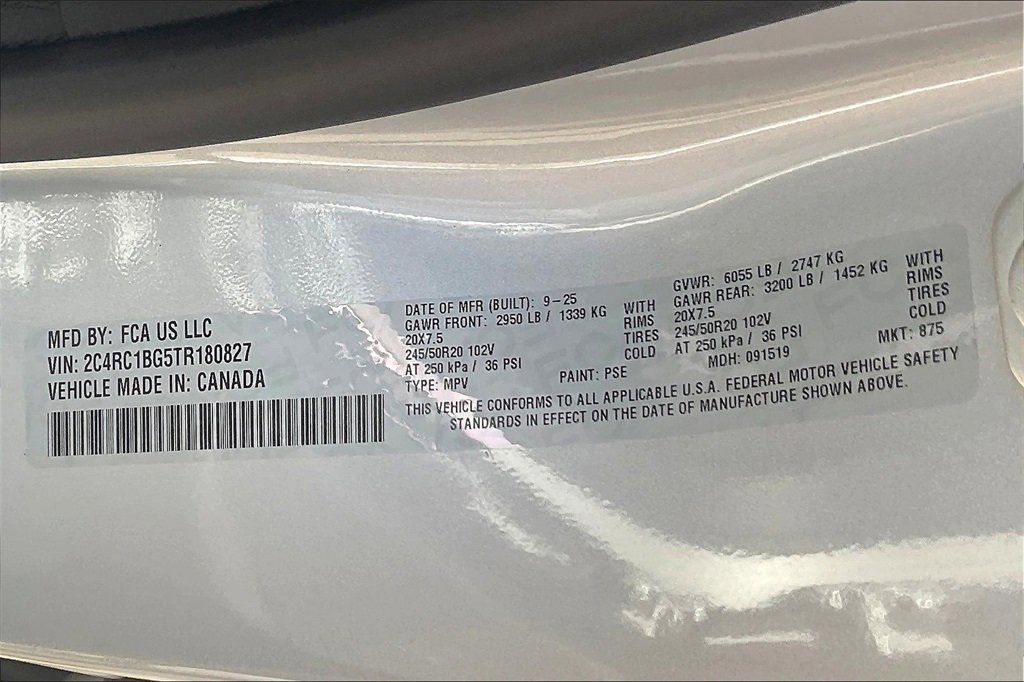 MFD BY: FCA US LLC
VIN: 2C4RC1BG5TR180827
VEHICLE MADE IN: CANADA
DATE OF MFR (BUILT): 9-25
GAWR FRONT: 2950 LB / 1339 KG WITH
20X7.5 RIMS
245/50R20 102V TIRES
AT 250 kPa / 36 PSI COLD
TYPE: MPV PAINT: PSE
GVWR: 6055 LB / 2747 KG
GAWR REAR: 3200 LB / 1452 KG WITH
20X7.5 RIMS
245/50R20 102V TIRES
AT 250 kPa / 36 PSI COLD
MDH: 091519 MKT: 875
THIS VEHICLE CONFORMS TO ALL APPLICABLE U.S.A. FEDERAL MOTOR VEHICLE SAFETY
STANDARDS IN EFFECT ON THE DATE OF MANUFACTURE SHOWN ABOVE.